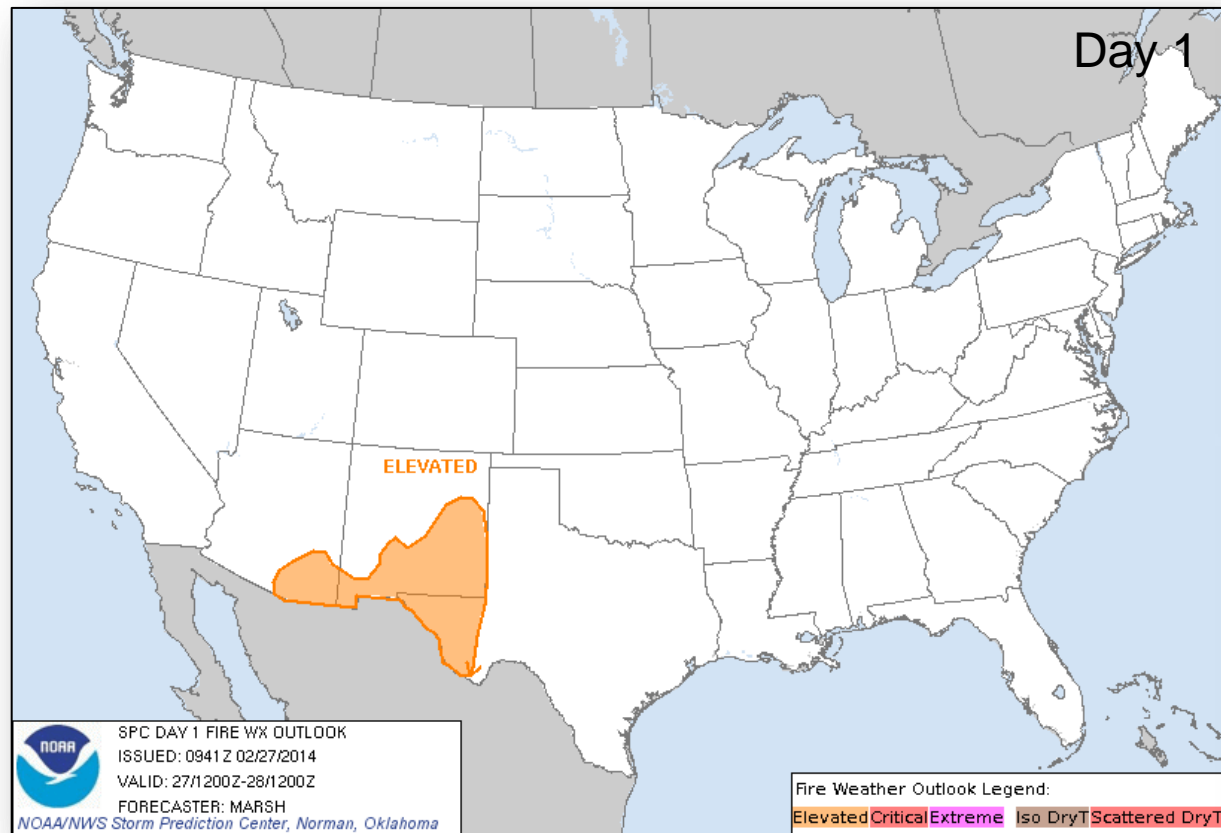 Day 1
ELEVATED
NOAA
SPC DAY 1 FIRE WX OUTLOOK
ISSUED: 0941Z 02/27/2014
VALID: 27/1200Z-28/1200Z
FORECASTER: MARSH
NOAA/NWS Storm Prediction Center, Norman, Oklahoma
Fire Weather Outlook Legend:
Elevated Critical Extreme Iso DryT Scattered DryT